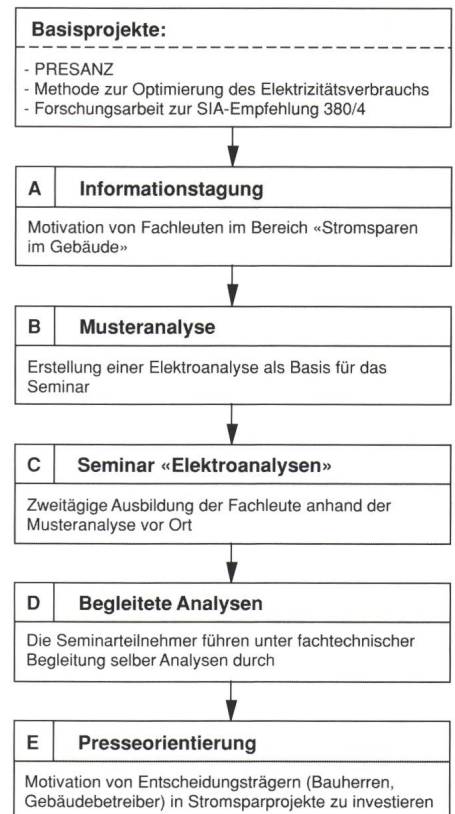 Basisprojekte:
- PRESANZ
- Methode zur Optimierung des Elektrizitätsverbrauchs
- Forschungsarbeit zur SIA-Empfehlung 380/4
A Informationstagung
Motivation von Fachleuten im Bereich «Stromsparen
im Gebäude»
B Musteranalyse
Erstellung einer Elektroanalyse als Basis für das
Seminar
C Seminar «Elektroanalysen»
Zweitägige Ausbildung der Fachleute anhand der
Musteranalyse vor Ort
D Begleitete Analysen
Die Seminarteilnehmer führen unter fachtechnischer
Begleitung selber Analysen durch
E Presseorientierung
Motivation von Entscheidungsträgern (Bauherren,
Gebäudebetreiber) in Stromsparprojekte zu investieren